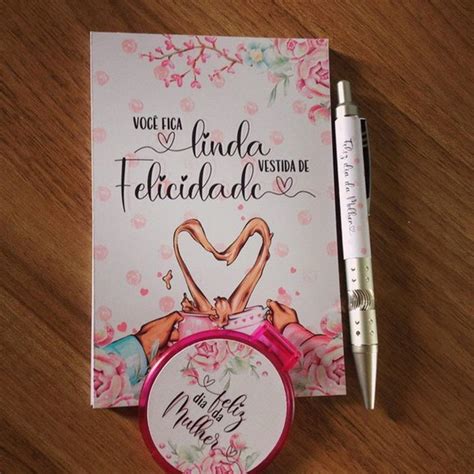 VOCÊ FICA
linda
VESTIDA DE
Felicidade
Feliz dia da Mulher
feliz
dia da
Mulher